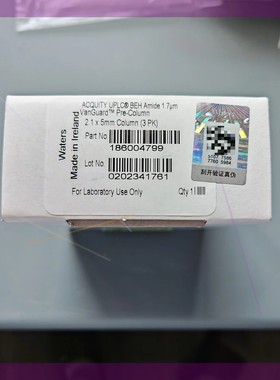 ACQUITY UPLC® BEH Amide 1.7μm
VanGuard™ Pre-Column
2.1 x 5mm Column (3 PK)
Part No
186004799
Lot No
0202341761
For Laboratory Use Only
Qty 1
Waters
Made in Ireland
刮开验证真伪